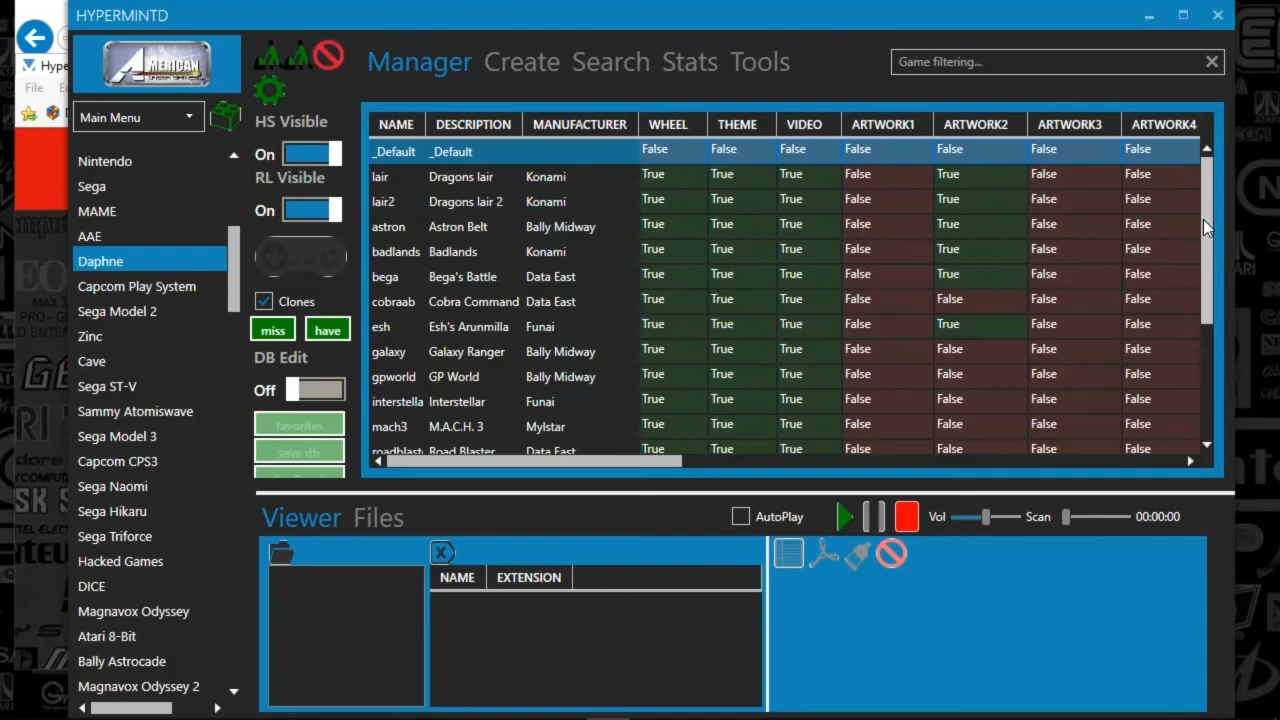 HYPERMINTD
Hype
File
AMERICAN
Main Menu
Nintendo
Sega
MAME
AAE
Daphne
Capcom Play System
Sega Model 2
Zinc
Cave
Sega ST-V
Sammy Atomiswave
Sega Model 3
Capcom CPS3
Sega Naomi
Sega Hikaru
Sega Triforce
Hacked Games
DICE
Magnavox Odyssey
Atari 8-Bit
Bally Astrocade
Magnavox Odyssey 2
HS Visible
On
RL Visible
On
Clones
miss have
DB Edit
Off
favorites
save db
Manager Create Search Stats Tools
Game filtering...
NAME DESCRIPTION MANUFACTURER WHEEL THEME VIDEO ARTWORK1 ARTWORK2 ARTWORK3 ARTWORK4
_Default _Default False False False False False False False
lair Dragons lair Konami True True True False True False False
lair2 Dragons lair 2 Konami True True True False True False False
astron Astron Belt Bally Midway True True True False True False False
badlands Badlands Konami True True True False True False False
bega Bega's Battle Data East True True True False True False False
cobraab Cobra Command Data East True True True False False False False
esh Esh's Arunmilla Funai True True True False True False False
galaxy Galaxy Ranger Bally Midway True True True False False False False
gpworld GP World Bally Midway True True True False False False False
interstella Interstellar Funai True True True False False False False
mach3 M.A.C.H. 3 Mylstar True True True False False False False
roadblast Road Blaster Data East True True True False False False False
Viewer Files
AutoPlay Vol Scan 00:00:00
NAME EXTENSION